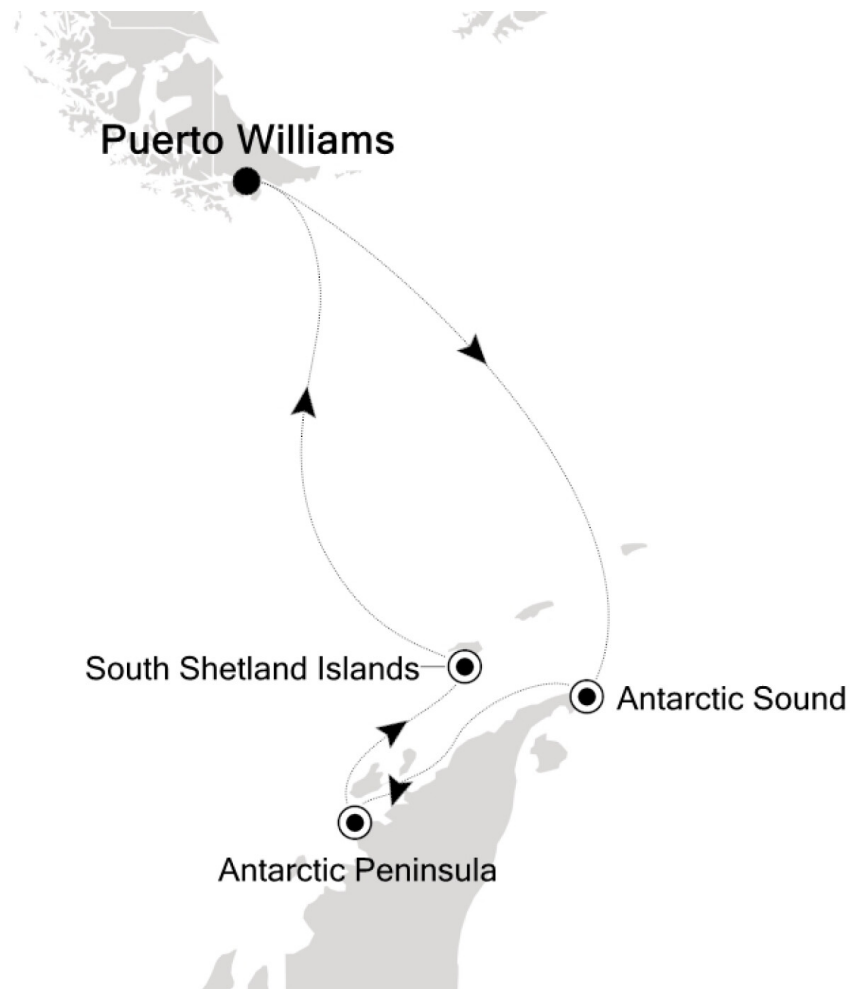 Puerto Williams
South Shetland Islands
Antarctic Sound
Antarctic Peninsula